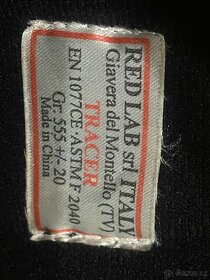 RED LAB srl ITALY
Giavera del Montello (TV)
TRACER
EN 1077CE - ASTM F 2040
Gr. 555 +/- 20
Made in
China